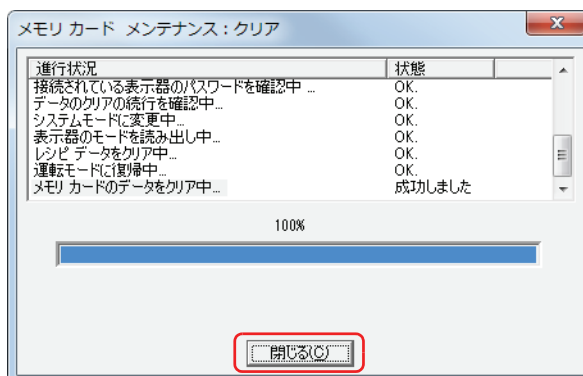 メモリ カード メンテナンス：クリア
進行状況 状態
接続されている表示器のパスワードを確認中 ... OK.
データのクリアの続行を確認中... OK.
システムモードに変更中... OK.
表示器のモードを読み出し中... OK.
レシピ データをクリア中... OK.
運転モードに復帰中... OK.
メモリ カードのデータをクリア中... 成功しました
100%
閉じる(C)